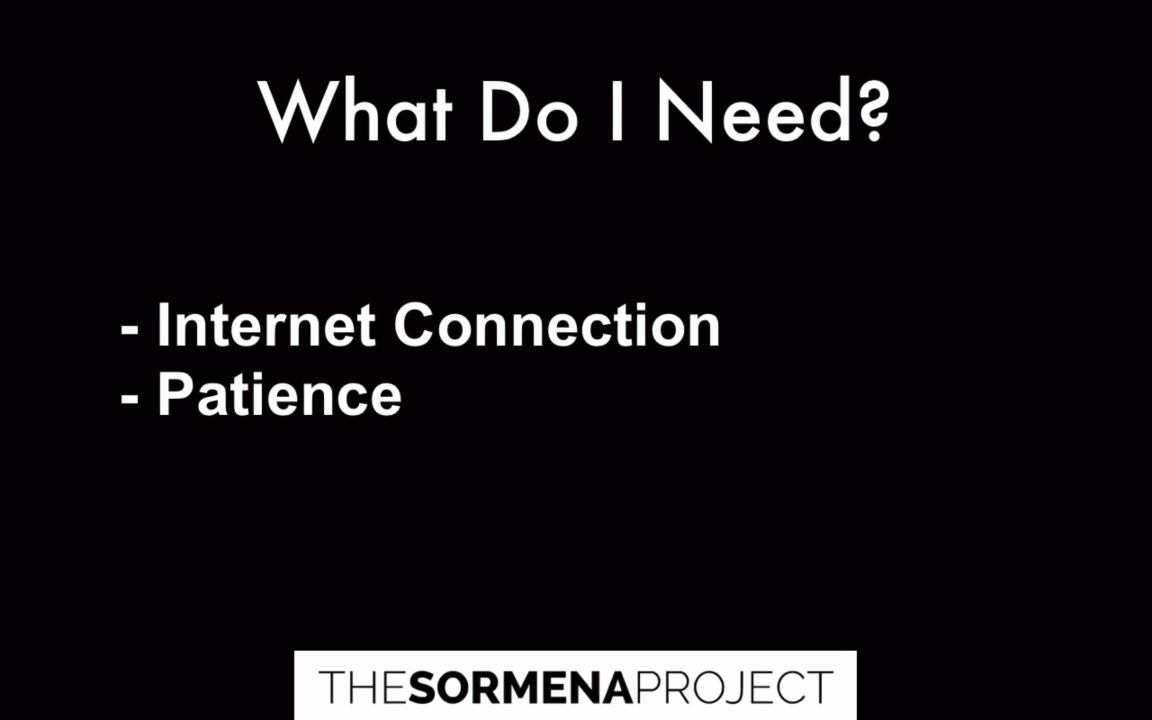 What Do I Need?
- Internet Connection
- Patience
THESORMENAPROJECT